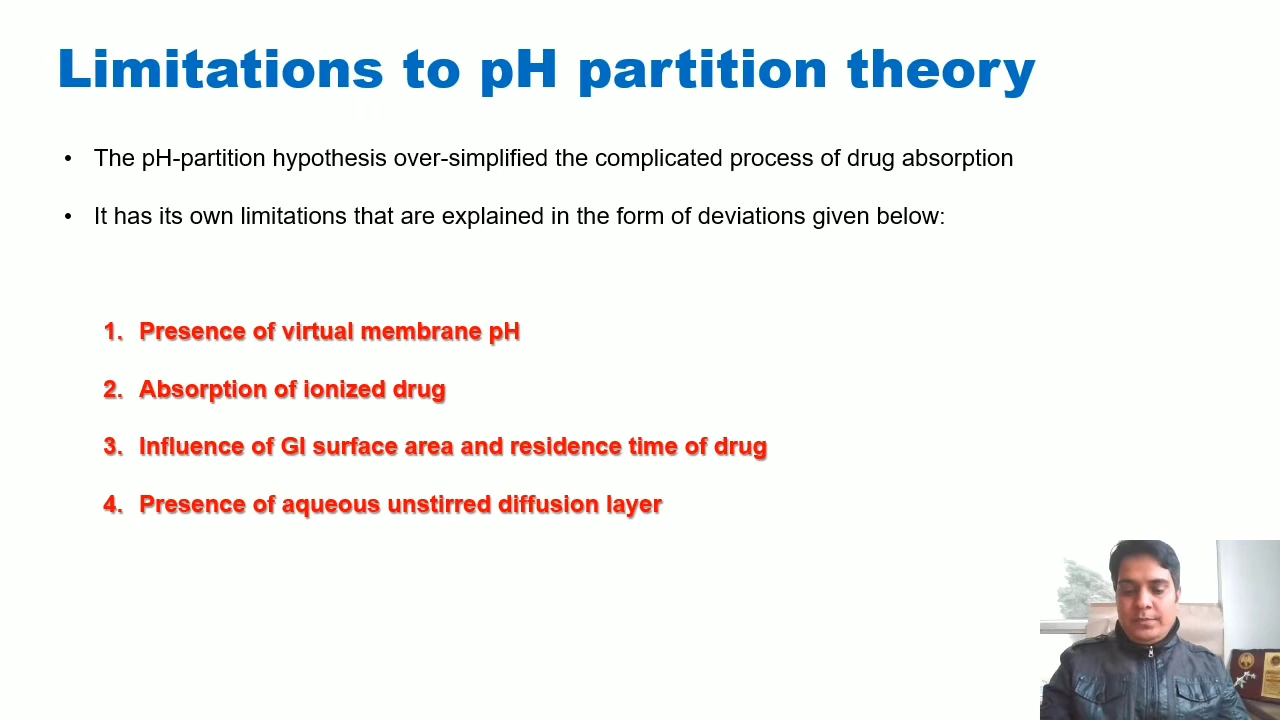 Limitations to pH partition theory
• The pH-partition hypothesis over-simplified the complicated process of drug absorption
• It has its own limitations that are explained in the form of deviations given below:
1. Presence of virtual membrane pH
2. Absorption of ionized drug
3. Influence of GI surface area and residence time of drug
4. Presence of aqueous unstirred diffusion layer